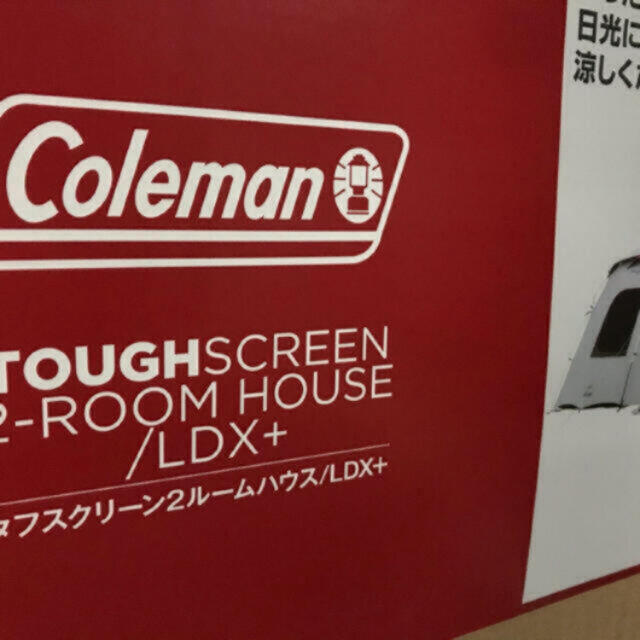 Coleman
TOUGHSCREEN
2-ROOM HOUSE
/LDX+
タフスクリーン2ルームハウス/LDX+
日光に
涼しく